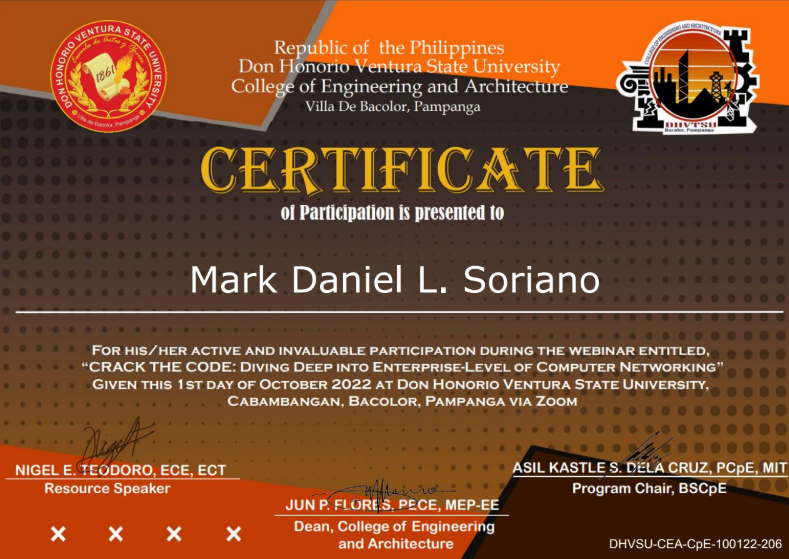 DON HONORIO VENTURA STATE UNIVERSITY
Escuela de Artes y Oficios
1861
Villa de Bacolor, Pampanga
Republic of the Philippines
Don Honorio Ventura State University
College of Engineering and Architecture
Villa De Bacolor, Pampanga
COLLEGE OF ENGINEERING AND ARCHITECTURE
DHVTSU
Bacolor, Pampanga
CERTIFICATE
of Participation is presented to
Mark Daniel L. Soriano
FOR HIS/HER ACTIVE AND INVALUABLE PARTICIPATION DURING THE WEBINAR ENTITLED,
“CRACK THE CODE: DIVING DEEP INTO ENTERPRISE-LEVEL OF COMPUTER NETWORKING”
GIVEN THIS 1ST DAY OF OCTOBER 2022 AT DON HONORIO VENTURA STATE UNIVERSITY,
CABAMBANGAN, BACOLOR, PAMPANGA VIA ZOOM
NIGEL E. TEODORO, ECE, ECT
Resource Speaker
JUN P. FLORES, PECE, MEP-EE
Dean, College of Engineering
and Architecture
ASIL KASTLE S. DELA CRUZ, PCpE, MIT
Program Chair, BSCpE
DHVSU-CEA-CpE-100122-206